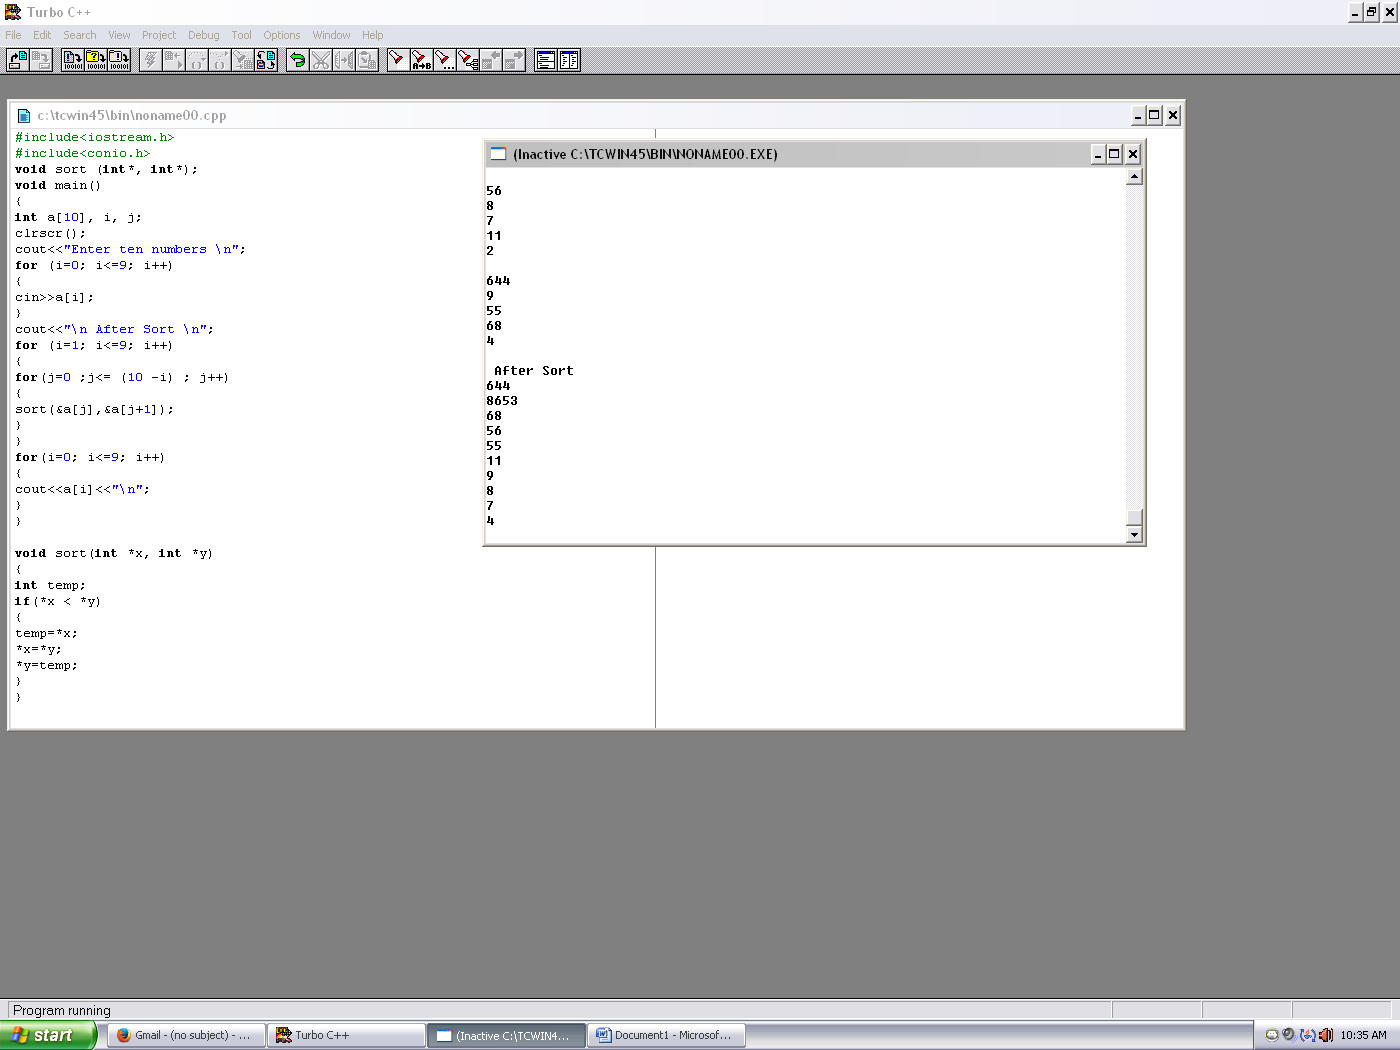 Turbo C++
File Edit Search View Project Debug Tool Options Window Help
c:\tcwin45\bin\noname00.cpp
#include<iostream.h>
#include<conio.h>
void sort (int*, int*);
void main()
{
int a[10], i, j;
clrscr();
cout<<"Enter ten numbers \n";
for (i=0; i<=9; i++)
{
cin>>a[i];
}
cout<<"\n After Sort \n";
for (i=1; i<=9; i++)
{
for(j=0 ;j<= (10 -i) ; j++)
{
sort(&a[j],&a[j+1]);
}
}
for(i=0; i<=9; i++)
{
cout<<a[i]<<"\n";
}
}
void sort(int *x, int *y)
{
int temp;
if(*x < *y)
{
temp=*x;
*x=*y;
*y=temp;
}
}
(Inactive C:\TCWIN45\BIN\NONAME00.EXE)
56
8
7
11
2
644
9
55
68
4
After Sort
644
8653
68
56
55
11
9
8
7
4
Program running
start
Gmail - (no subject) - ...
Turbo C++
(Inactive C:\TCWIN4...
Document1 - Microsof...
10:35 AM